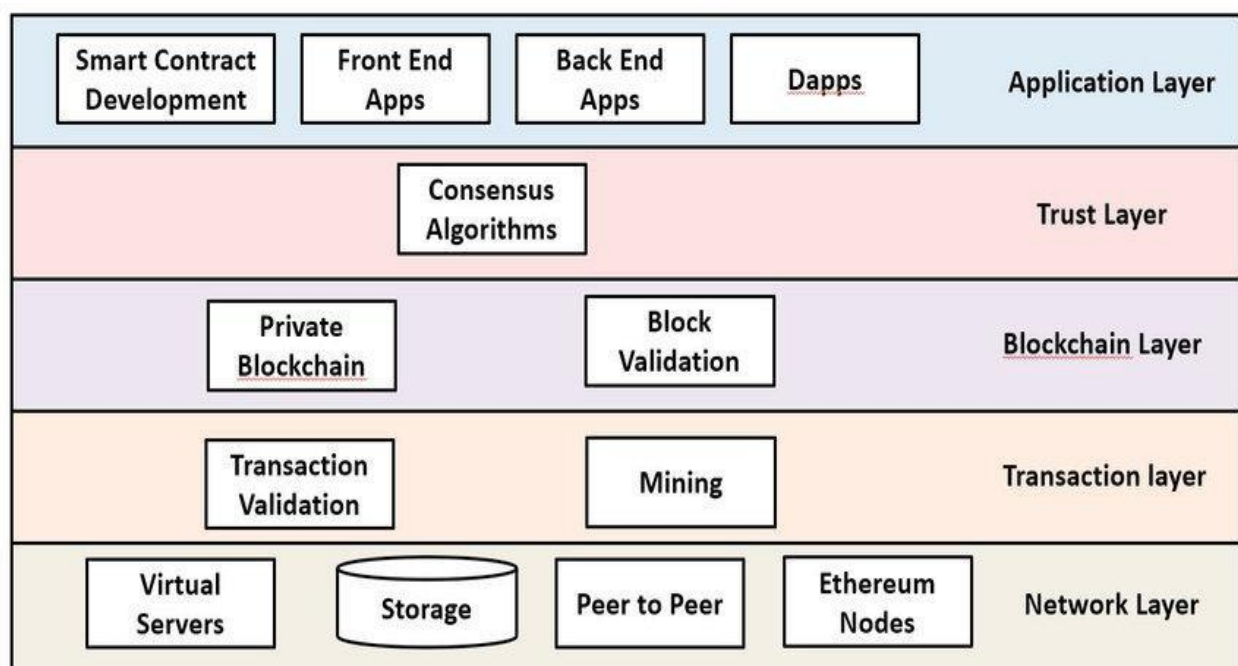 Smart Contract
Development
Front End
Apps
Back End
Apps
Dapps
Application Layer
Consensus
Algorithms
Trust Layer
Private
Blockchain
Block
Validation
Blockchain Layer
Transaction
Validation
Mining
Transaction layer
Virtual
Servers
Storage
Peer to Peer
Ethereum
Nodes
Network Layer